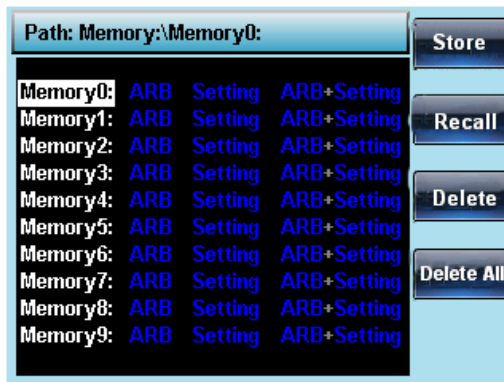 Path: Memory:\Memory0:
Store
Memory0: ARB Setting ARB+Setting
Memory1: ARB Setting ARB+Setting
Recall
Memory2: ARB Setting ARB+Setting
Memory3: ARB Setting ARB+Setting
Memory4: ARB Setting ARB+Setting
Delete
Memory5: ARB Setting ARB+Setting
Memory6: ARB Setting ARB+Setting
Memory7: ARB Setting ARB+Setting
Delete All
Memory8: ARB Setting ARB+Setting
Memory9: ARB Setting ARB+Setting